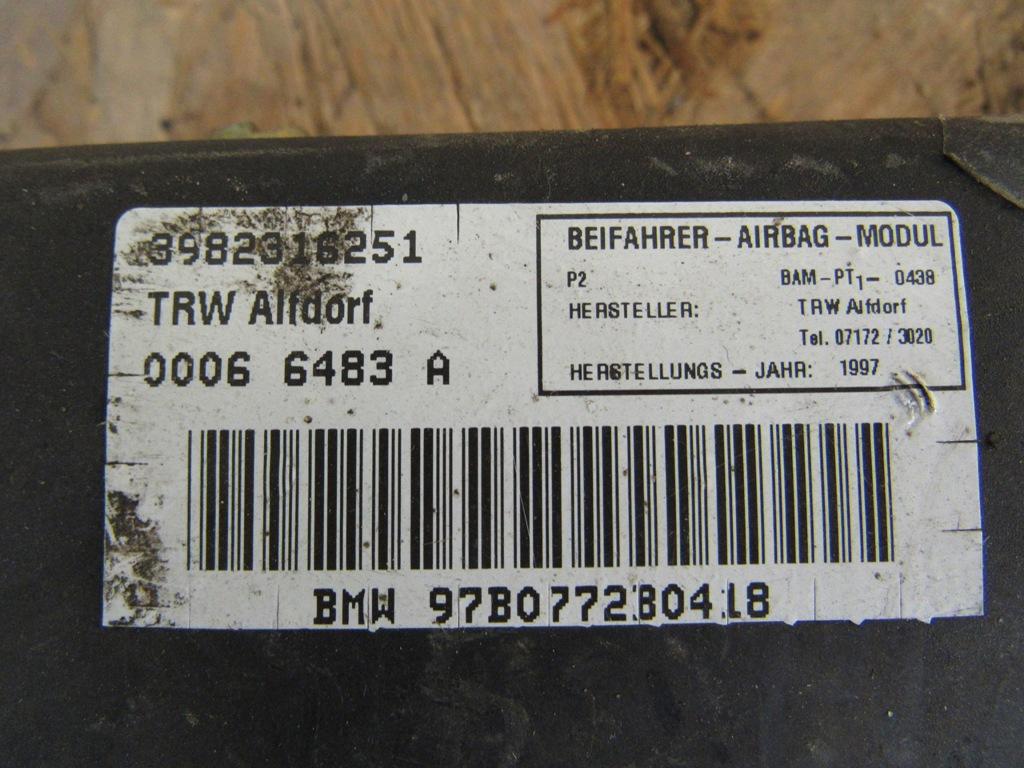 3982316251
TRW Alfdorf
0006 6483 A
BEIFAHRER - AIRBAG - MODUL
P2 BAM - PT1 - 0438
HERSTELLER: TRW Alfdorf
Tel. 07172 / 3020
HERSTELLUNGS - JAHR: 1997
BMW 97B0772B0418